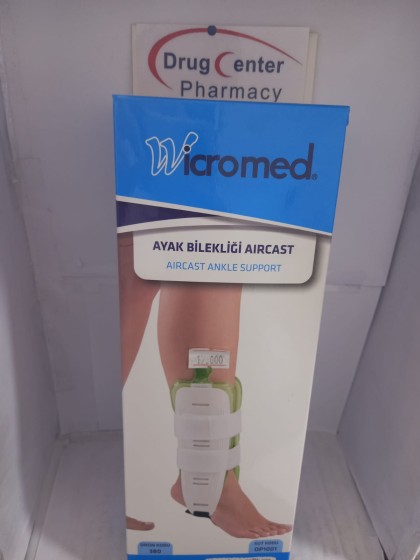 Drug Center
Pharmacy
Wicromed®
AYAK BİLEKLİĞİ AIRCAST
AIRCAST ANKLE SUPPORT